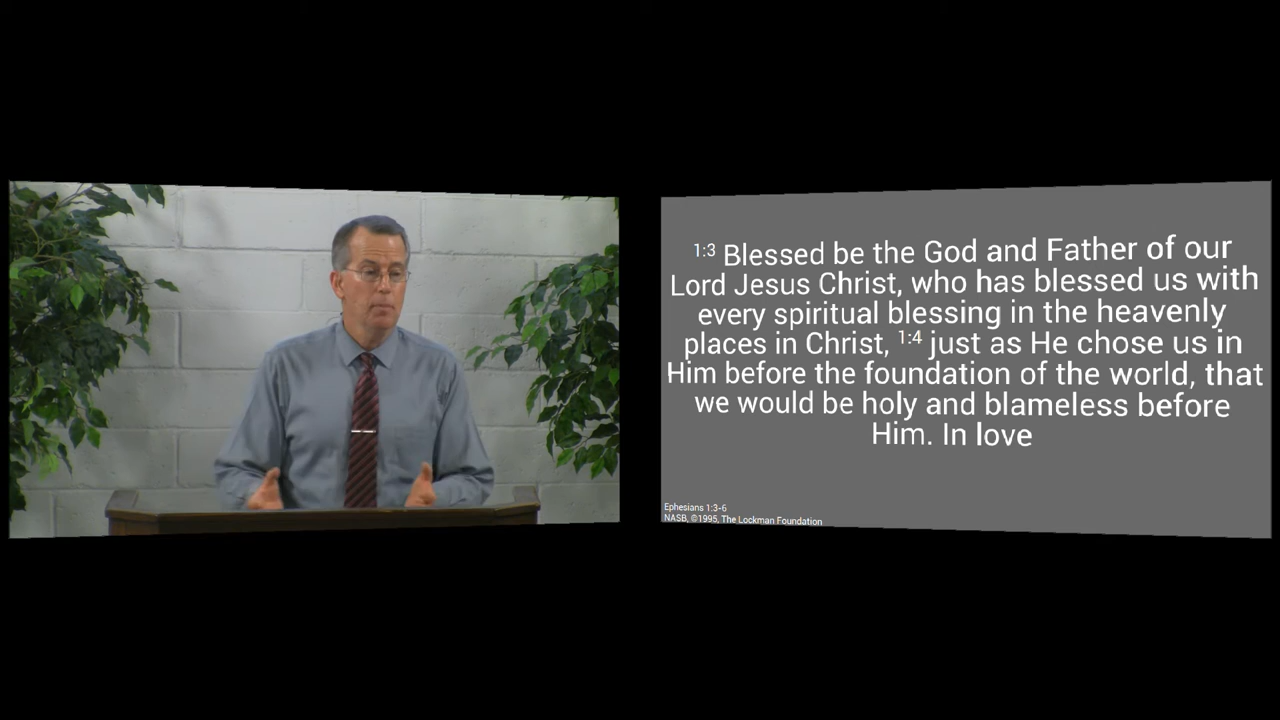 1:3 Blessed be the God and Father of our
Lord Jesus Christ, who has blessed us with
every spiritual blessing in the heavenly
places in Christ, 1:4 just as He chose us in
Him before the foundation of the world, that
we would be holy and blameless before
Him. In love
Ephesians 1:3-6
NASB, ©1995, The Lockman Foundation